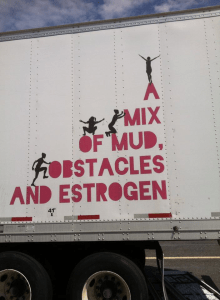 A
MIX
OF MUD,
OBSTACLES
AND ESTROGEN